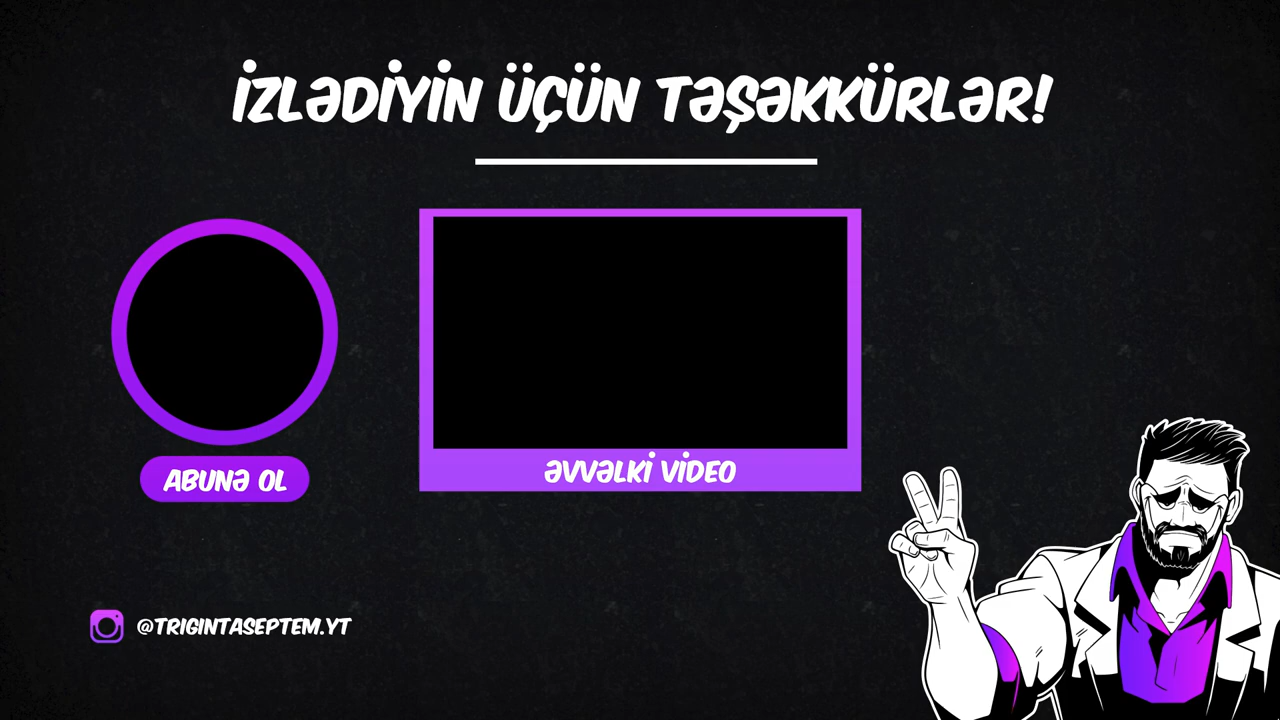 İZLƏDİYİN ÜÇÜN TƏŞƏKKÜRLƏR!
ƏVVƏLKİ VİDEO
ABUNƏ OL
@TRIGINTASEPTEM.YT